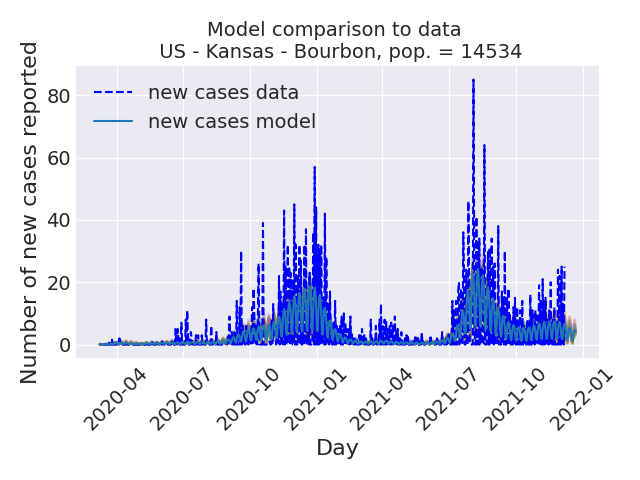 Model comparison to data
US - Kansas - Bourbon, pop. = 14534
Number of new cases reported
80
60
40
20
0
new cases data
new cases model
2020-04
2020-07
2020-10
2021-01
2021-04
2021-07
2021-10
2022-01
Day